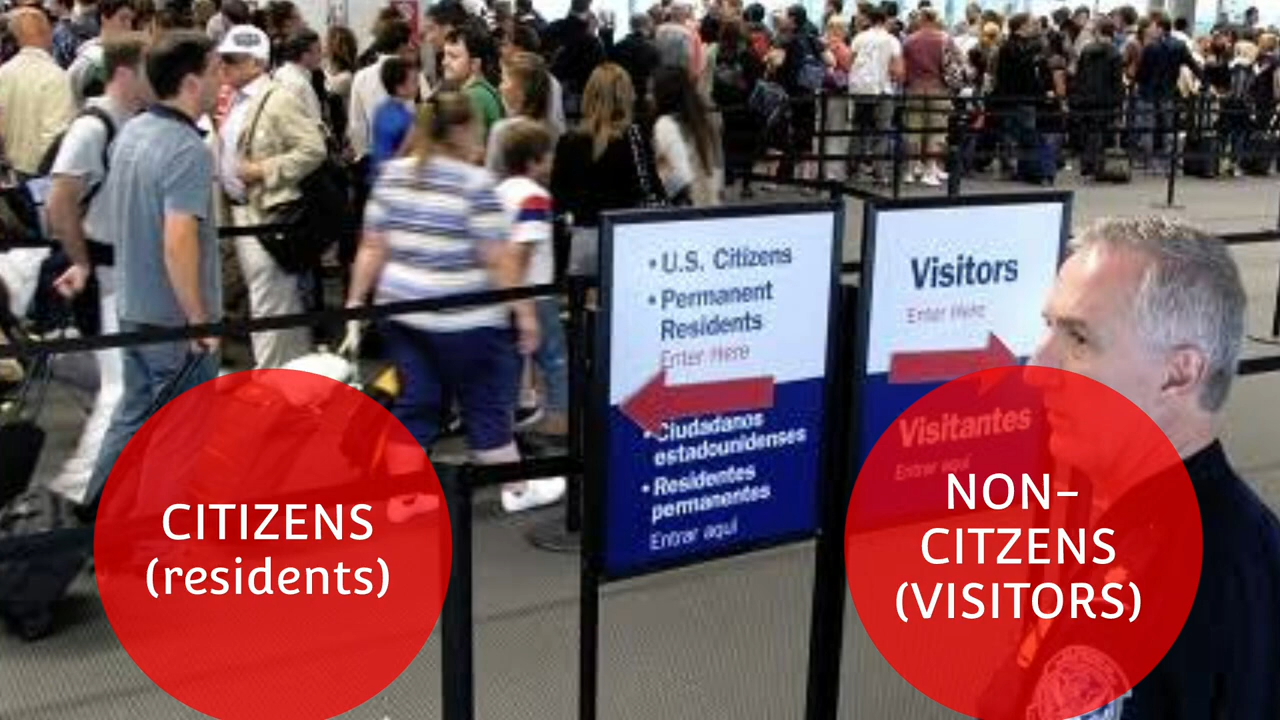 • U.S. Citizens
• Permanent
Residents
Enter Here
• Ciudadanos
estadounidenses
• Residentes
permanentes
Entrar aquí
Visitors
Enter Here
Visitantes
Entrar aquí
CITIZENS
(residents)
NON–
CITZENS
(VISITORS)